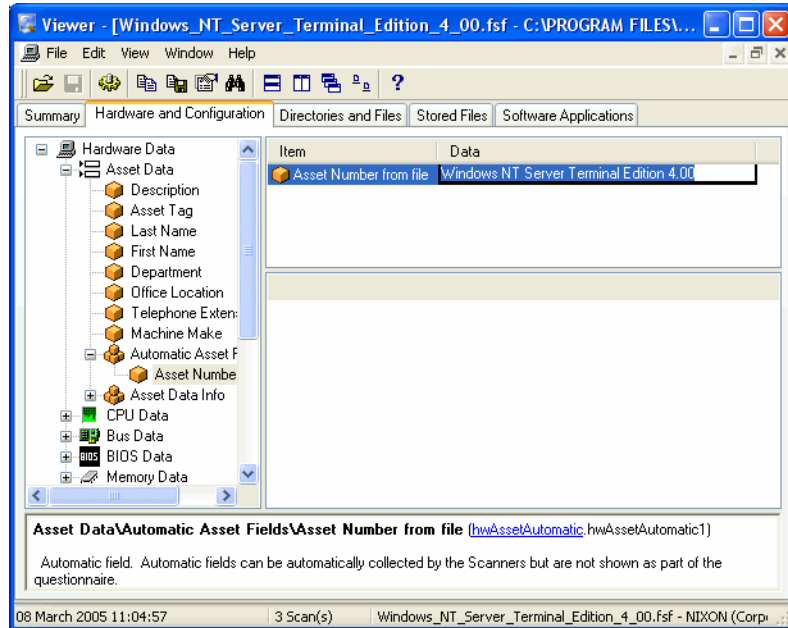 Viewer - [Windows_NT_Server_Terminal_Edition_4_00.fsf - C:\PROGRAM FILES\...
File Edit View Window Help
Summary Hardware and Configuration Directories and Files Stored Files Software Applications
Hardware Data
Asset Data
Description
Asset Tag
Last Name
First Name
Department
Office Location
Telephone Exten
Machine Make
Automatic Asset F
Asset Numbe
Asset Data Info
CPU Data
Bus Data
BIOS
BIOS Data
Memory Data
Item Data
Asset Number from file Windows NT Server Terminal Edition 4.00
Asset Data\Automatic Asset Fields\Asset Number from file (hwAssetAutomatic.hwAssetAutomatic1)
Automatic field. Automatic fields can be automatically collected by the Scanners but are not shown as part of the
questionnaire.
08 March 2005 11:04:57 3 Scan(s) Windows_NT_Server_Terminal_Edition_4_00.fsf - NIXON (Corp